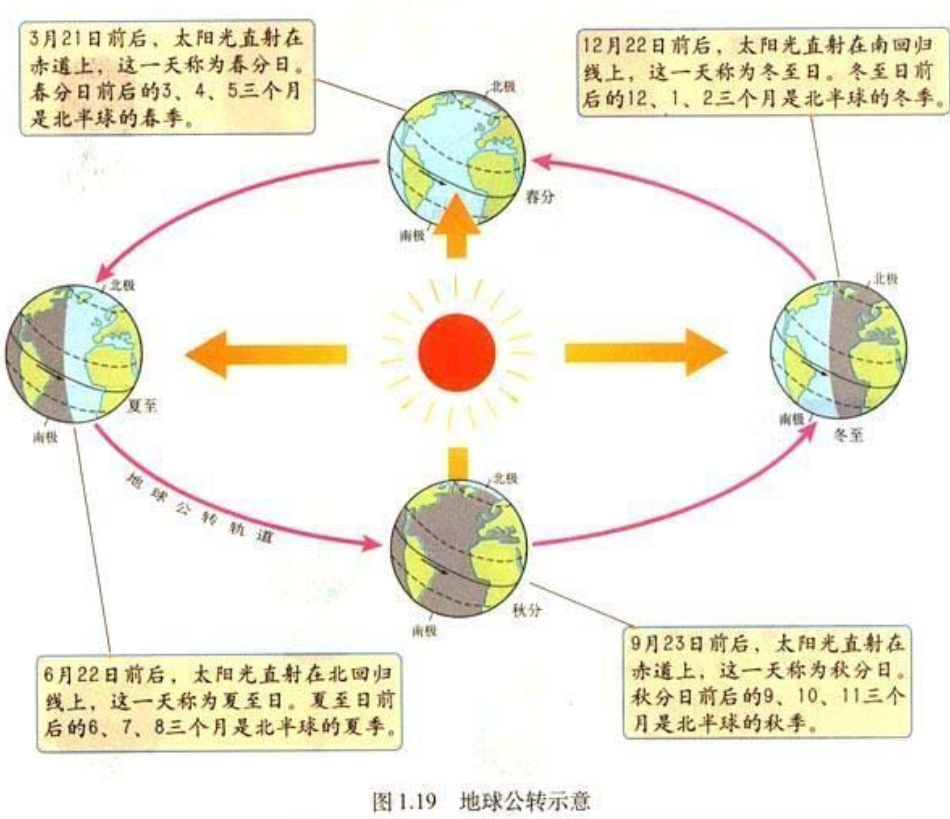 3月21日前后，太阳光直射在
赤道上，这一天称为春分日。
春分日前后的3、4、5三个月
是北半球的春季。
12月22日前后，太阳光直射在南回归
线上，这一天称为冬至日。冬至日前
后的12、1、2三个月是北半球的冬季。
北极
春分
南极
北极
夏至
南极
北极
南极
冬至
地球公转轨道
北极
秋分
南极
6月22日前后，太阳光直射在北回归
线上，这一天称为夏至日。夏至日前
后的6、7、8三个月是北半球的夏季。
9月23日前后，太阳光直射在
赤道上，这一天称为秋分日。
秋分日前后的9、10、11三个
月是北半球的秋季。
图1.19 地球公转示意